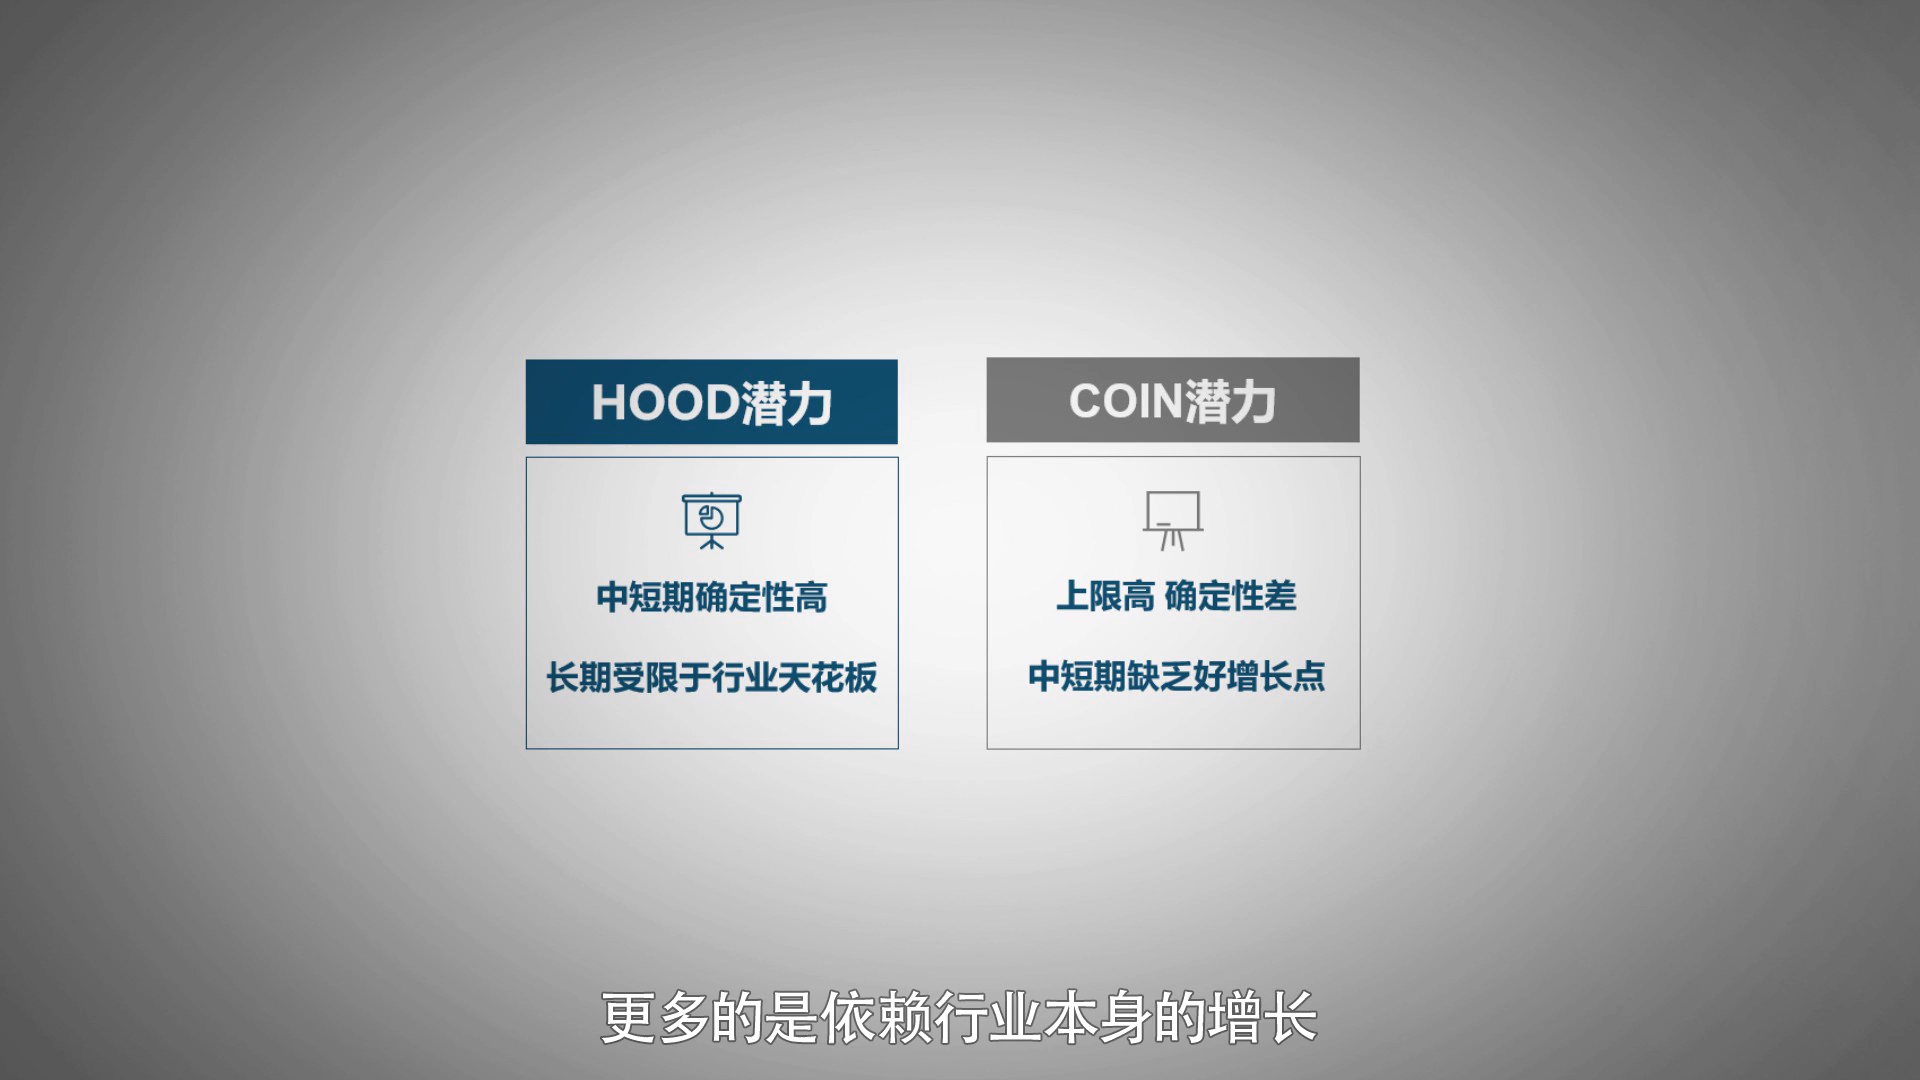 HOOD潜力
中短期确定性高
长期受限于行业天花板
COIN潜力
上限高 确定性差
中短期缺乏好增长点
更多的是依赖行业本身的增长